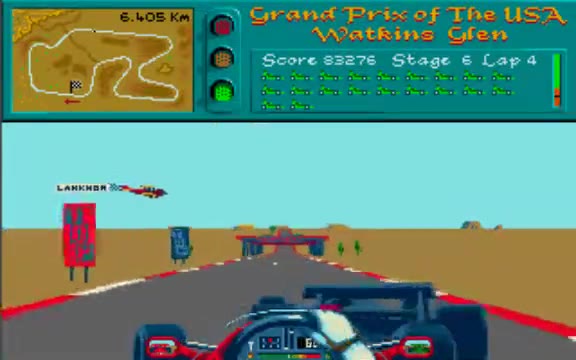 6.405 KM
Grand Prix of The USA
Watkins Glen
Score 83276 Stage 6 Lap 4
LANKHOR